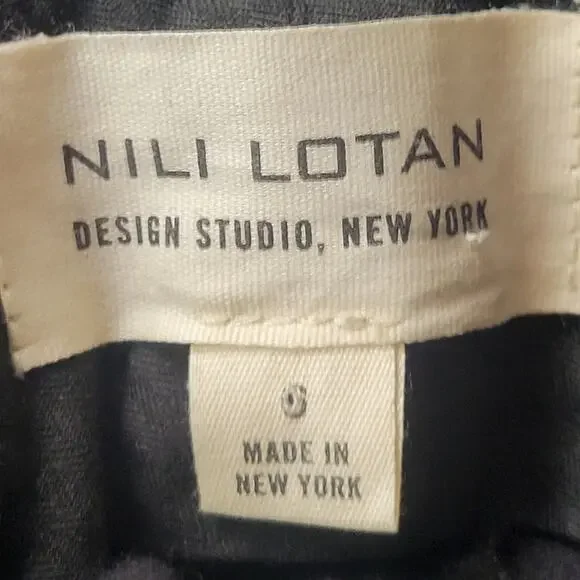 NILI LOTAN
DESIGN STUDIO, NEW YORK
6
MADE IN
NEW YORK